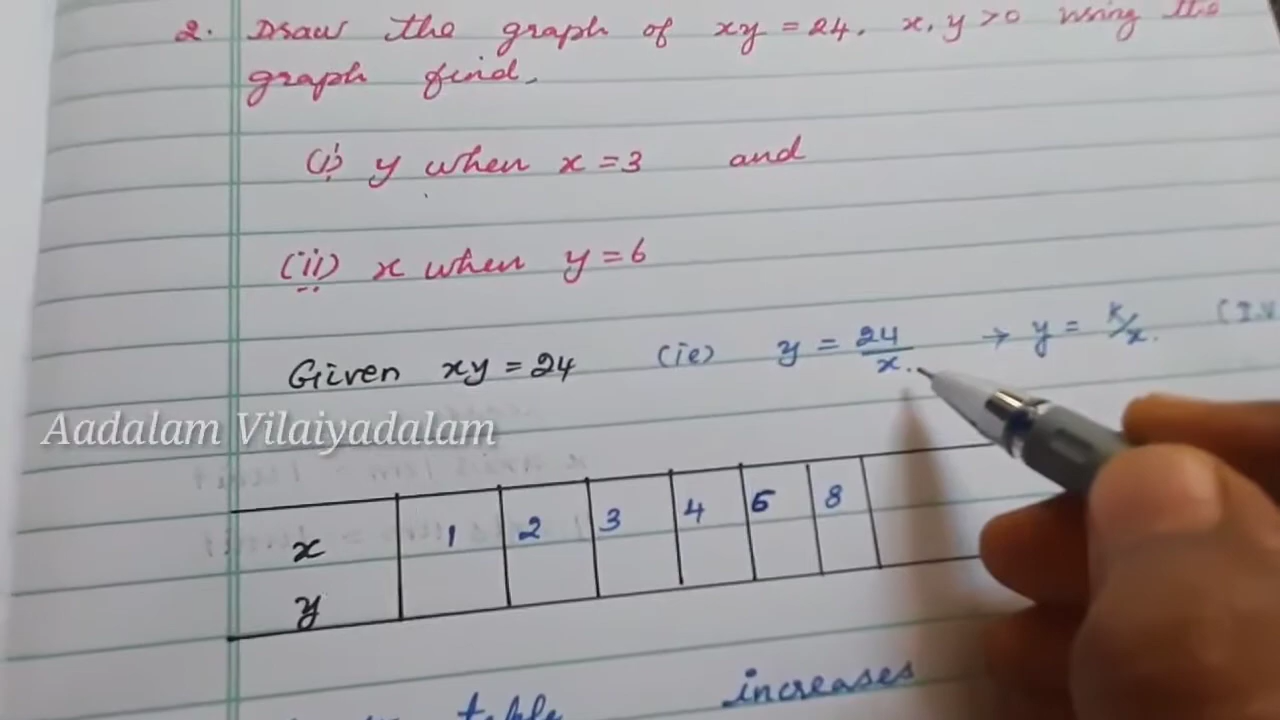 2. Draw the graph of xy = 24, x, y > 0 using the
graph find,
(i) y when x = 3 and
(ii) x when y = 6
Given xy = 24 (ie) y = 24/x. → y = k/x. (I.V
Aadalam Vilaiyadalam
x 1 2 3 4 6 8
y
table increases